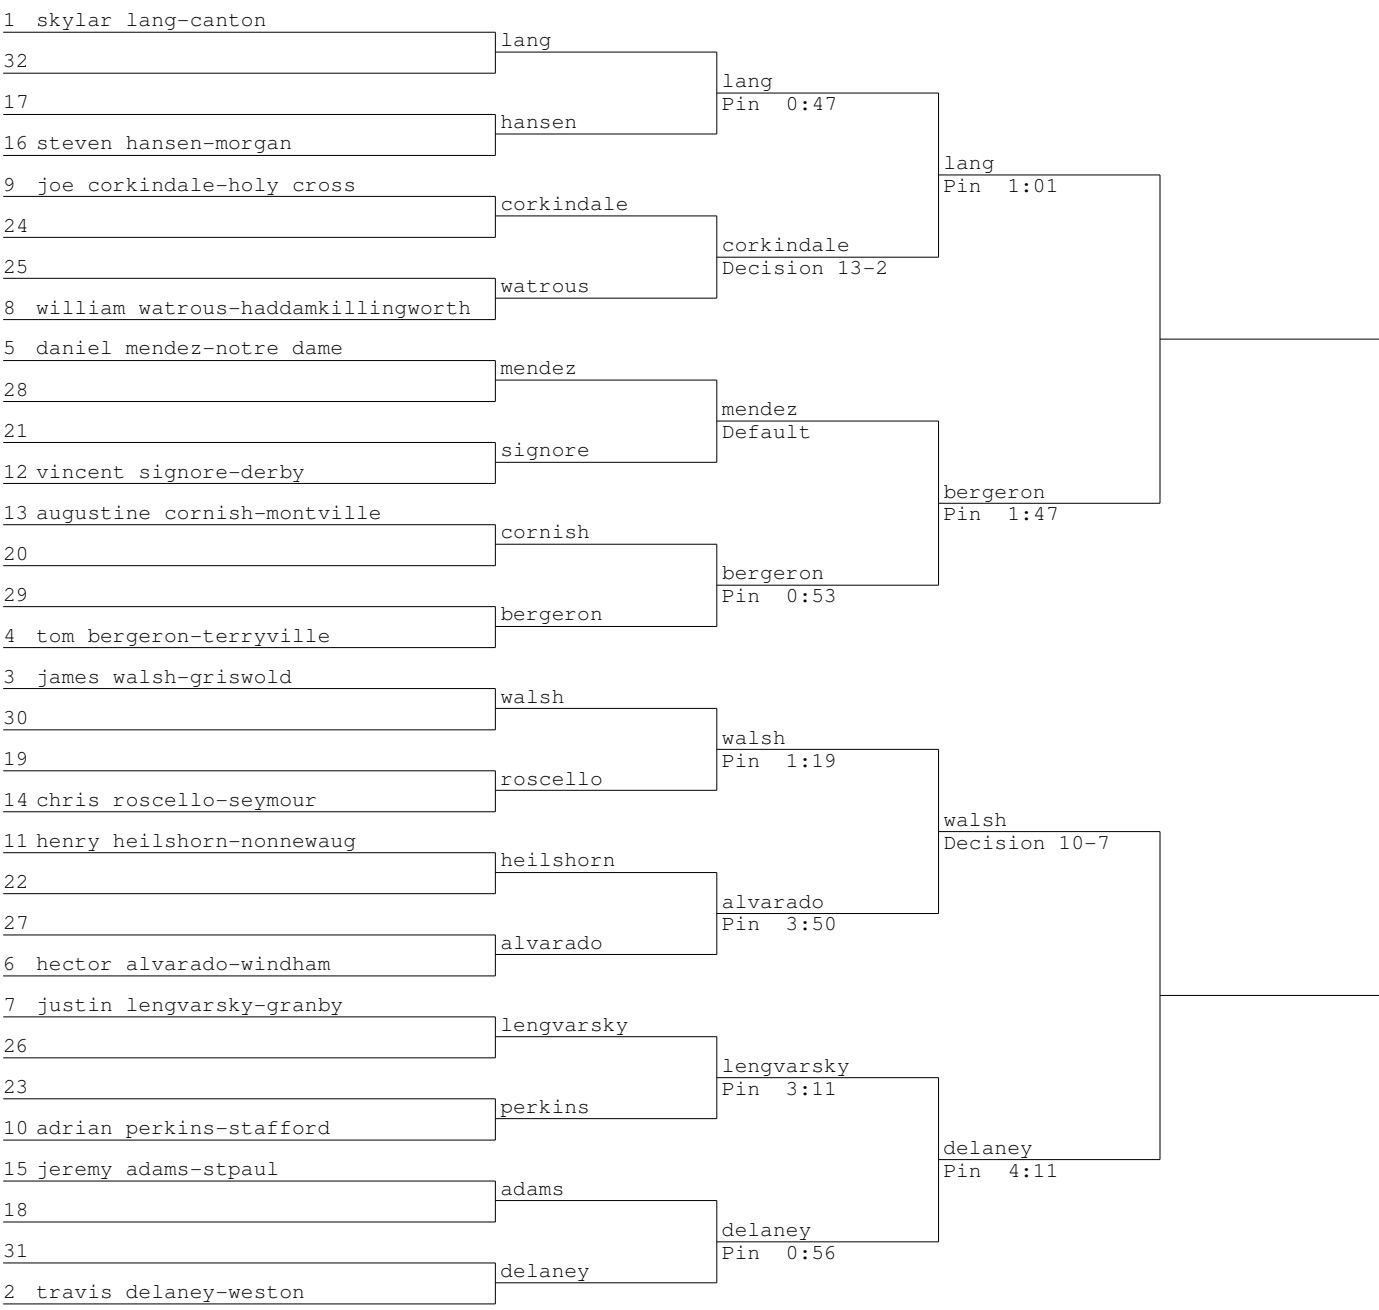 1 skylar lang-canton
32
17
16 steven hansen-morgan
9 joe corkindale-holy cross
24
25
8 william watrous-haddamkillingworth
5 daniel mendez-notre dame
28
21
12 vincent signore-derby
13 augustine cornish-montville
20
29
4 tom bergeron-terryville
3 james walsh-griswold
30
19
14 chris roscello-seymour
11 henry heilshorn-nonnewaug
22
27
6 hector alvarado-windham
7 justin lengvarsky-granby
26
23
10 adrian perkins-stafford
15 jeremy adams-stpaul
18
31
2 travis delaney-weston
lang
hansen
corkindale
watrous
mendez
signore
cornish
bergeron
walsh
roscello
heilshorn
alvarado
lengvarsky
perkins
adams
delaney
lang
Pin 0:47
corkindale
Decision 13-2
mendez
Default
bergeron
Pin 0:53
walsh
Pin 1:19
alvarado
Pin 3:50
lengvarsky
Pin 3:11
delaney
Pin 0:56
lang
Pin 1:01
bergeron
Pin 1:47
walsh
Decision 10-7
delaney
Pin 4:11